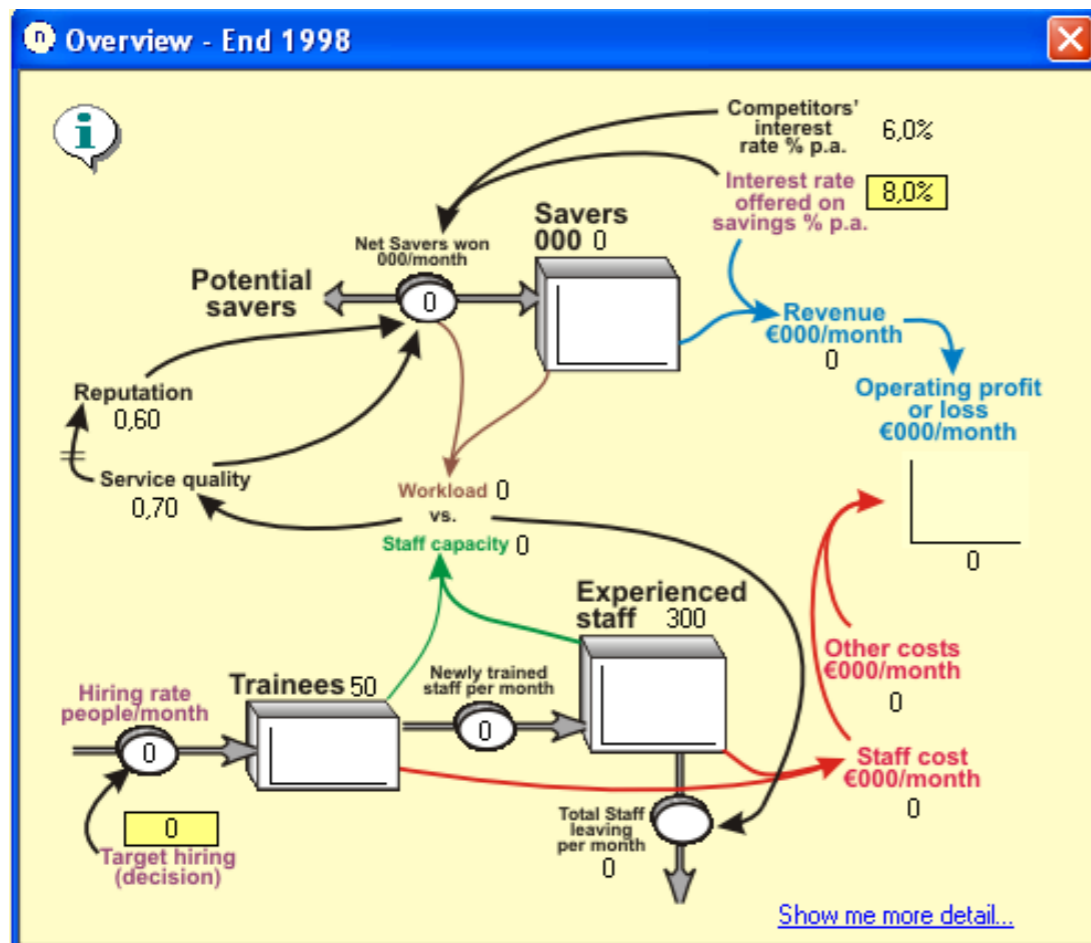 n Overview - End 1998
i
Competitors'
interest
rate % p.a.
6,0%
Interest rate
offered on
savings % p.a.
8,0%
Savers
000 0
Net Savers won
000/month
0
Potential
savers
Revenue
€000/month
0
Operating profit
or loss
€000/month
0
Reputation
0,60
Service quality
0,70
Workload 0
vs.
Staff capacity 0
Experienced
staff 300
Other costs
€000/month
0
Newly trained
staff per month
0
Trainees 50
Hiring rate
people/month
0
Staff cost
€000/month
0
Total Staff
leaving
per month
0
0
Target hiring
(decision)
Show me more detail...